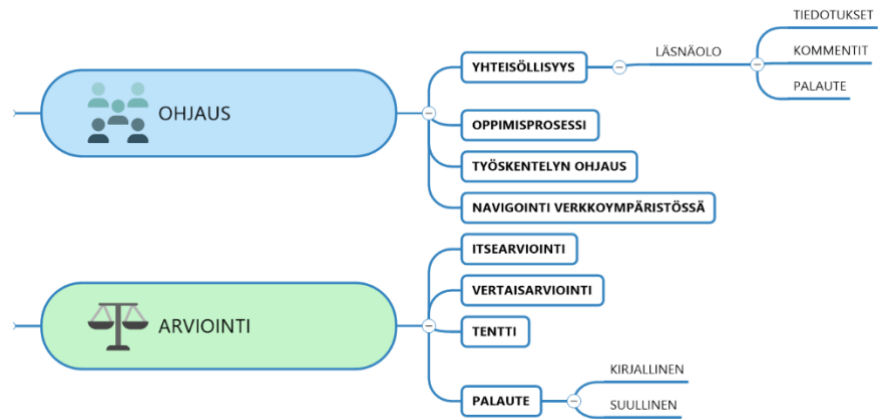 OHJAUS
YHTEISÖLLISYYS
LÄSNÄOLO
TIEDOTUKSET
KOMMENTIT
PALAUTE
OPPIMISPROSESSI
TYÖSKENTELYN OHJAUS
NAVIGOINTI VERKKOYMPÄRISTÖSSÄ
ARVIOINTI
ITSEARVIOINTI
VERTAISARVIOINTI
TENTTI
PALAUTE
KIRJALLINEN
SUULLINEN